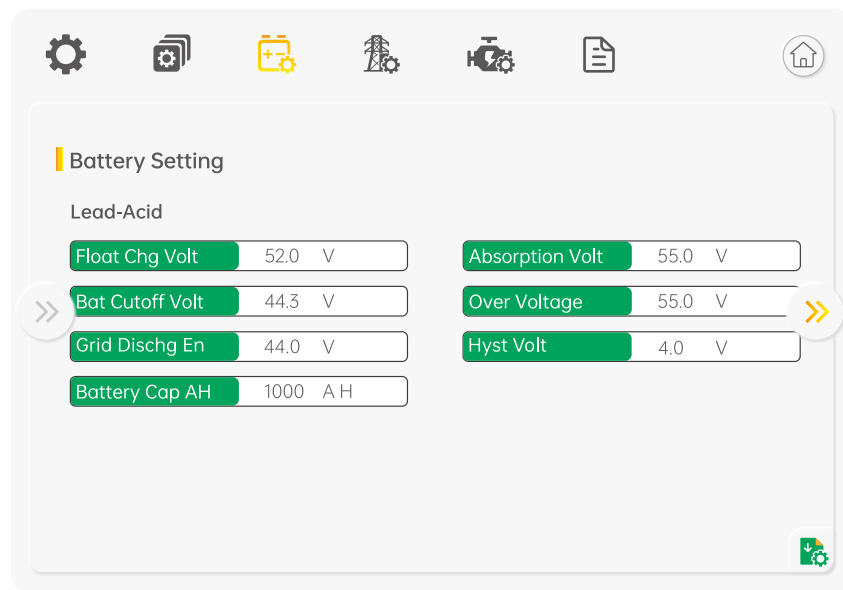 Battery Setting
Lead-Acid
Float Chg Volt 52.0 V Absorption Volt 55.0 V
Bat Cutoff Volt 44.3 V Over Voltage 55.0 V
Grid Dischg En 44.0 V Hyst Volt 4.0 V
Battery Cap AH 1000 A H